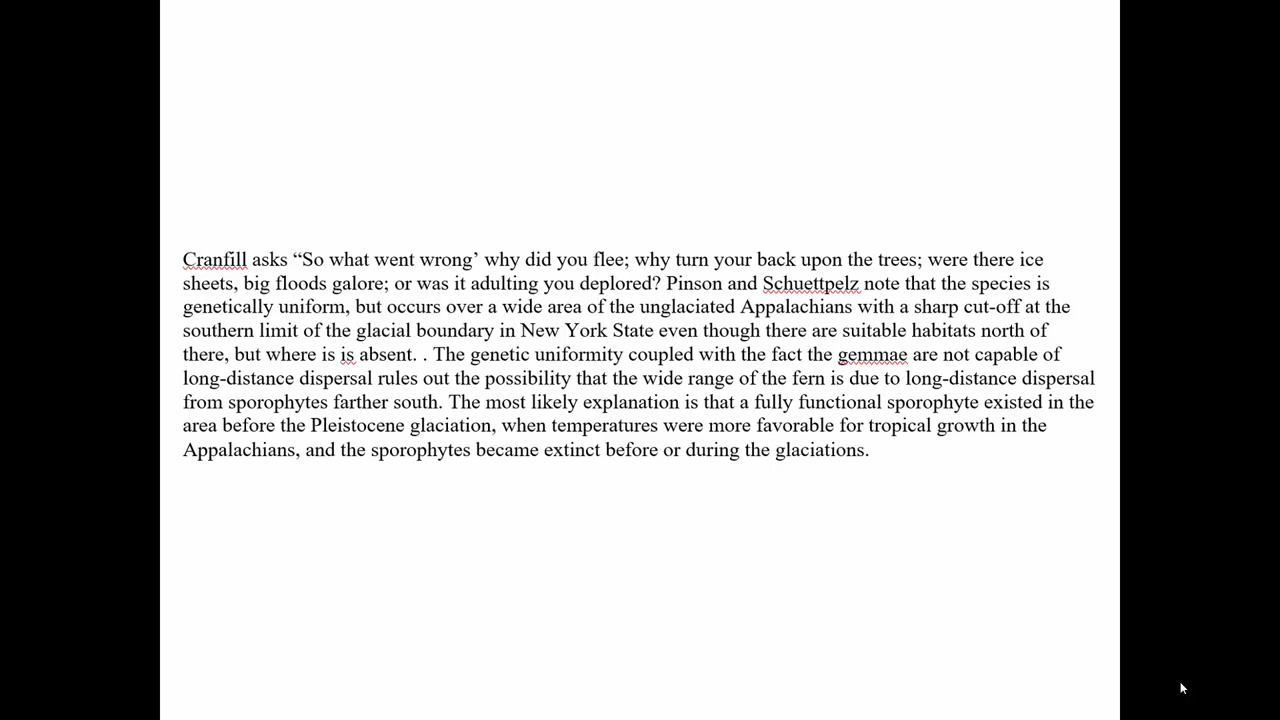 Cranfill asks “So what went wrong’ why did you flee; why turn your back upon the trees; were there ice
sheets, big floods galore; or was it adulting you deplored? Pinson and Schuettpelz note that the species is
genetically uniform, but occurs over a wide area of the unglaciated Appalachians with a sharp cut-off at the
southern limit of the glacial boundary in New York State even though there are suitable habitats north of
there, but where is is absent. . The genetic uniformity coupled with the fact the gemmae are not capable of
long-distance dispersal rules out the possibility that the wide range of the fern is due to long-distance dispersal
from sporophytes farther south. The most likely explanation is that a fully functional sporophyte existed in the
area before the Pleistocene glaciation, when temperatures were more favorable for tropical growth in the
Appalachians, and the sporophytes became extinct before or during the glaciations.